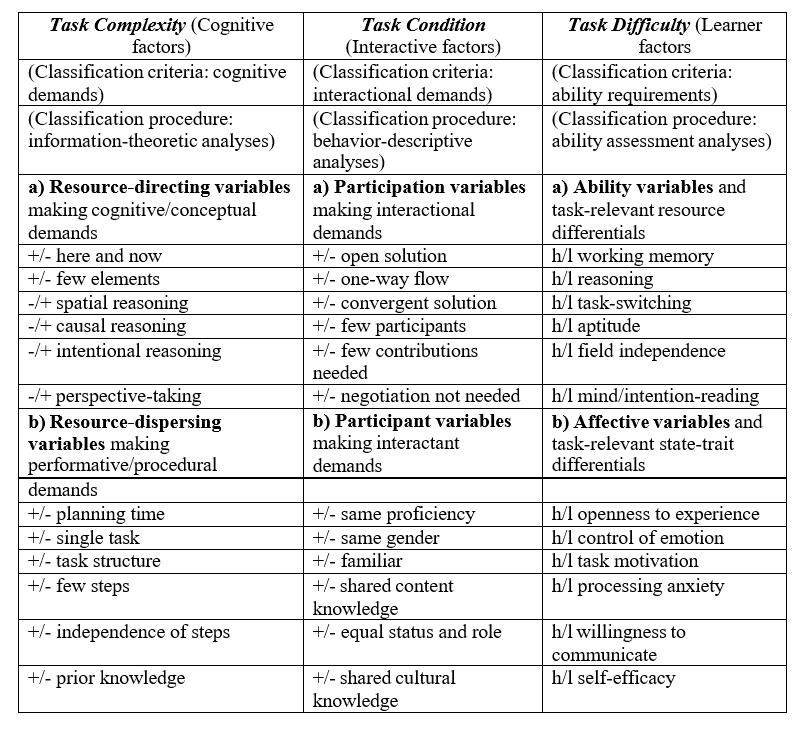 Task Complexity (Cognitive
factors)
Task Condition
(Interactive factors)
Task Difficulty (Learner
factors
(Classification criteria: cognitive
demands)
(Classification criteria:
interactional demands)
(Classification criteria:
ability requirements)
(Classification procedure:
information-theoretic analyses)
(Classification procedure:
behavior-descriptive
analyses)
(Classification procedure:
ability assessment analyses)
a) Resource-directing variables
making cognitive/conceptual
demands
a) Participation variables
making interactional
demands
a) Ability variables and
task-relevant resource
differentials
+/- here and now
+/- open solution
h/l working memory
+/- few elements
+/- one-way flow
h/l reasoning
-/+ spatial reasoning
+/- convergent solution
h/l task-switching
-/+ causal reasoning
+/- few participants
h/l aptitude
-/+ intentional reasoning
+/- few contributions
needed
h/l field independence
-/+ perspective-taking
+/- negotiation not needed
h/l mind/intention-reading
b) Resource-dispersing
variables making
performative/procedural
b) Participant variables
making interactant
demands
b) Affective variables and
task-relevant state-trait
differentials
demands
+/- planning time
+/- same proficiency
h/l openness to experience
+/- single task
+/- same gender
h/l control of emotion
+/- task structure
+/- familiar
h/l task motivation
+/- few steps
+/- shared content
knowledge
h/l processing anxiety
+/- independence of steps
+/- equal status and role
h/l willingness to
communicate
+/- prior knowledge
+/- shared cultural
knowledge
h/l self-efficacy